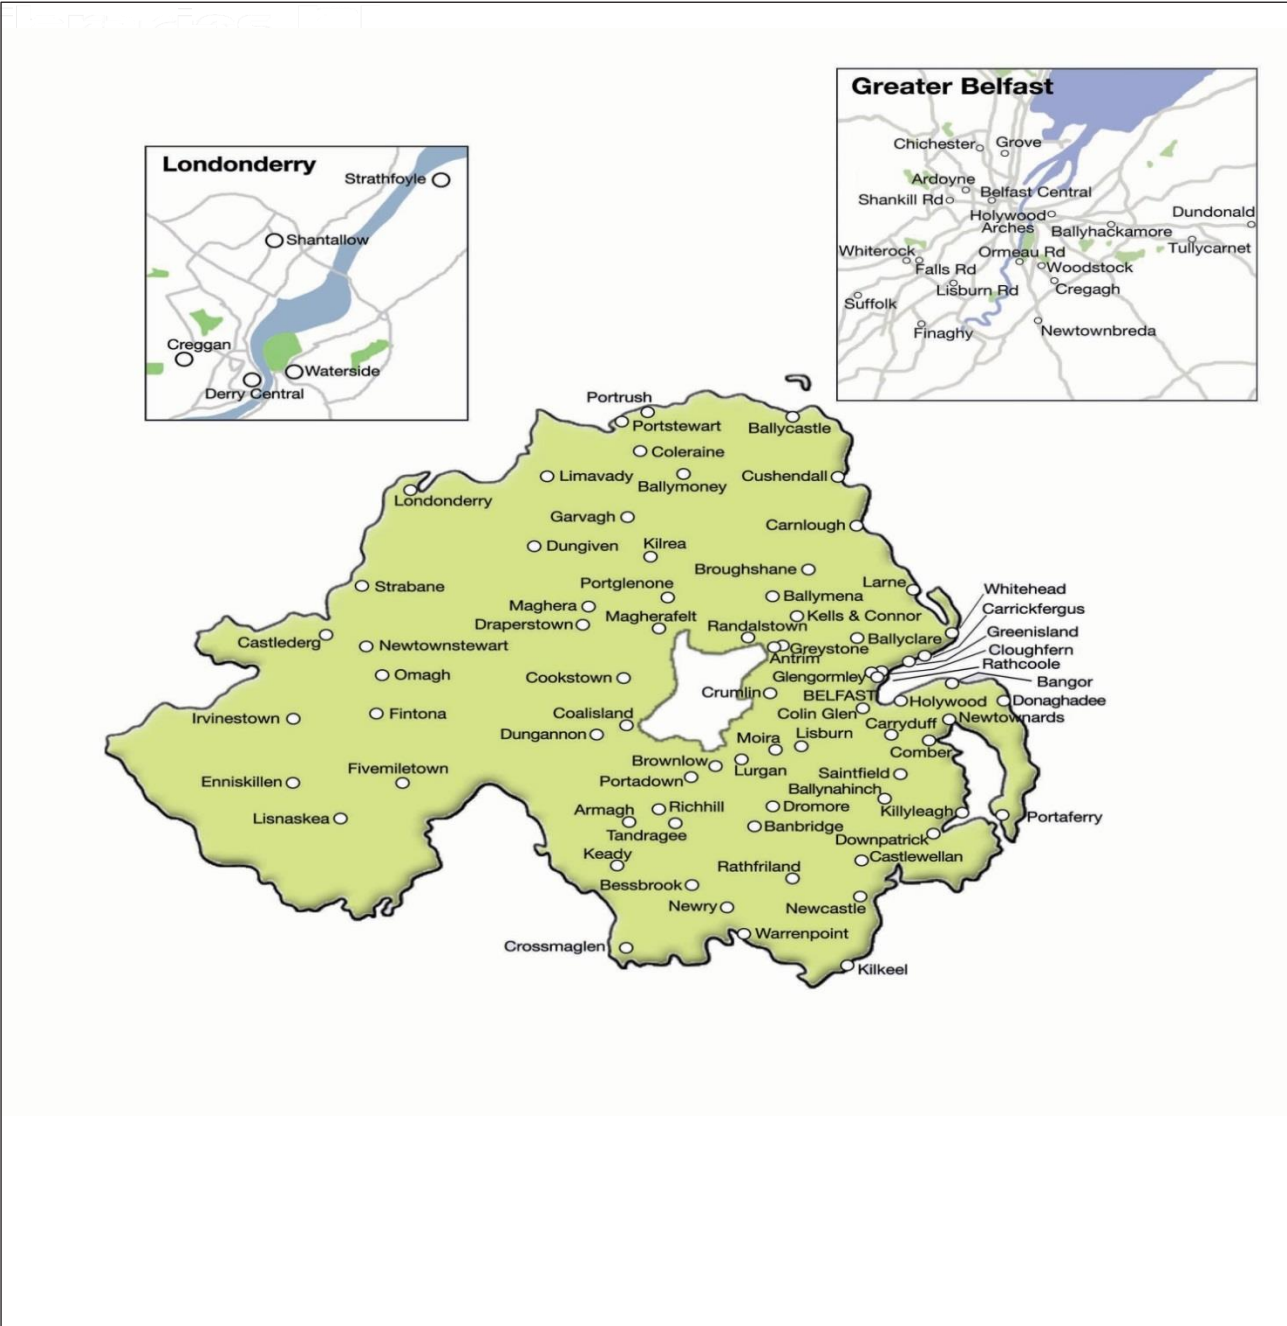 Greater Belfast
Chichester
Grove
Ardoyne
Belfast Central
Shankill Rd
Holywood
Arches
Dundonald
Ballyhackamore
Tullycarnet
Whiterock
Ormeau Rd
Falls Rd
Woodstock
Lisburn Rd
Cregagh
Suffolk
Finaghy
Newtownbreda
Londonderry
Strathfoyle
Shantallow
Creggan
Waterside
Derry Central
Portrush
Portstewart
Ballycastle
Coleraine
Limavady
Ballymoney
Cushendall
Londonderry
Garvagh
Carnlough
Dungiven
Kilrea
Broughshane
Strabane
Portglenone
Larne
Whitehead
Ballymena
Maghera
Carrickfergus
Magherafelt
Kells & Connor
Draperstown
Randalstown
Greenisland
Castlederg
Ballyclare
Newtownstewart
Greystone
Cloughfern
Antrim
Rathcoole
Omagh
Cookstown
Glengormley
Bangor
Crumlin
BELFAST
Holywood
Donaghadee
Irvinestown
Fintona
Coalisland
Colin Glen
Carryduff
Newtownards
Dungannon
Moira
Lisburn
Comber
Brownlow
Lurgan
Saintfield
Enniskillen
Fivemiletown
Portadown
Ballynahinch
Armagh
Richhill
Dromore
Killyleagh
Lisnaskea
Tandragee
Banbridge
Portaferry
Downpatrick
Keady
Castlewellan
Rathfriland
Bessbrook
Newry
Newcastle
Warrenpoint
Crossmaglen
Kilkeel